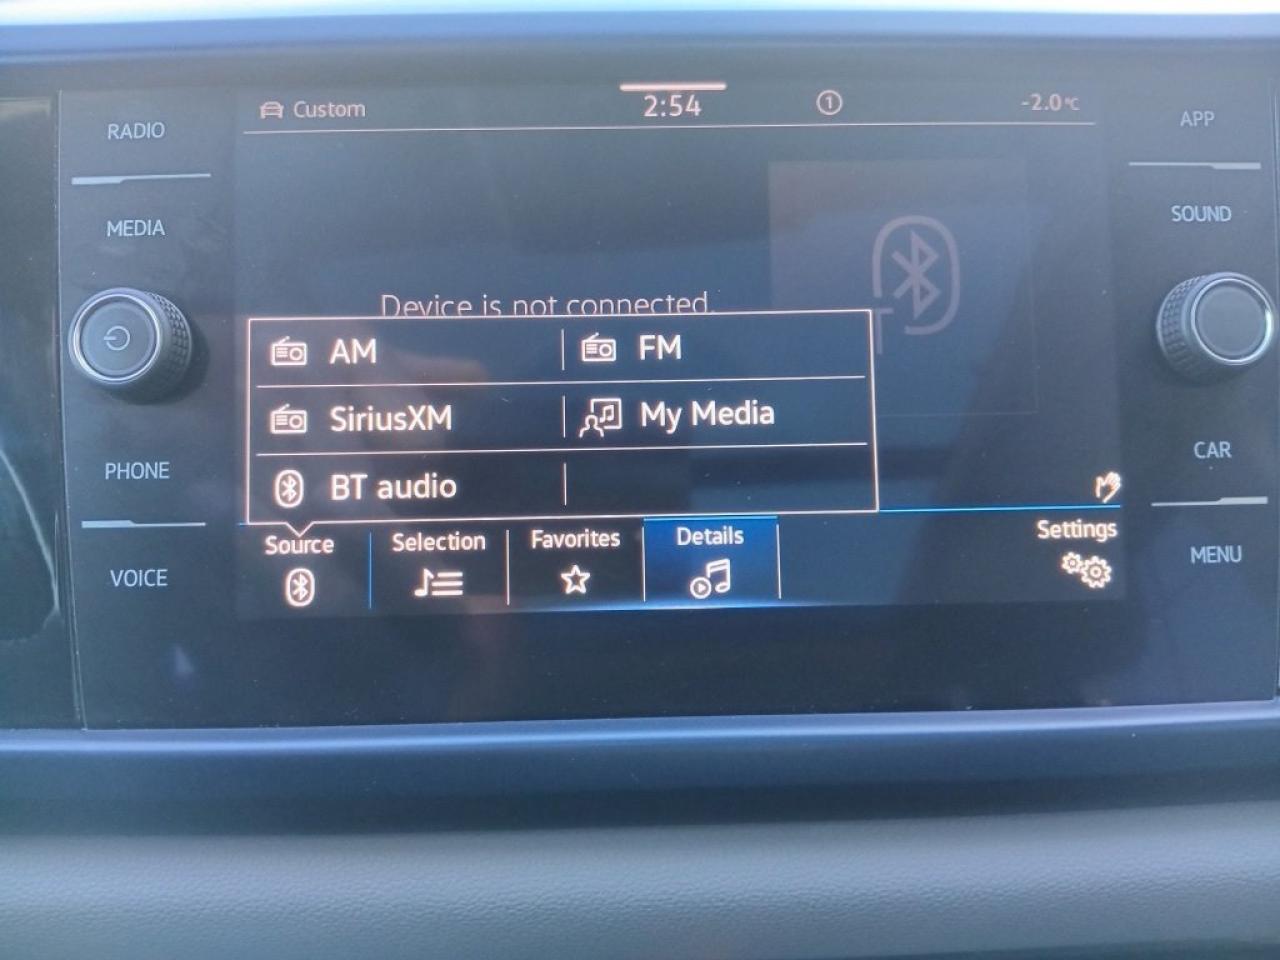 Custom
2:54
1
-2.0°C
RADIO
MEDIA
PHONE
VOICE
Device is not connected.
AM
FM
SiriusXM
My Media
BT audio
Source
Selection
Favorites
Details
Settings
APP
SOUND
CAR
MENU